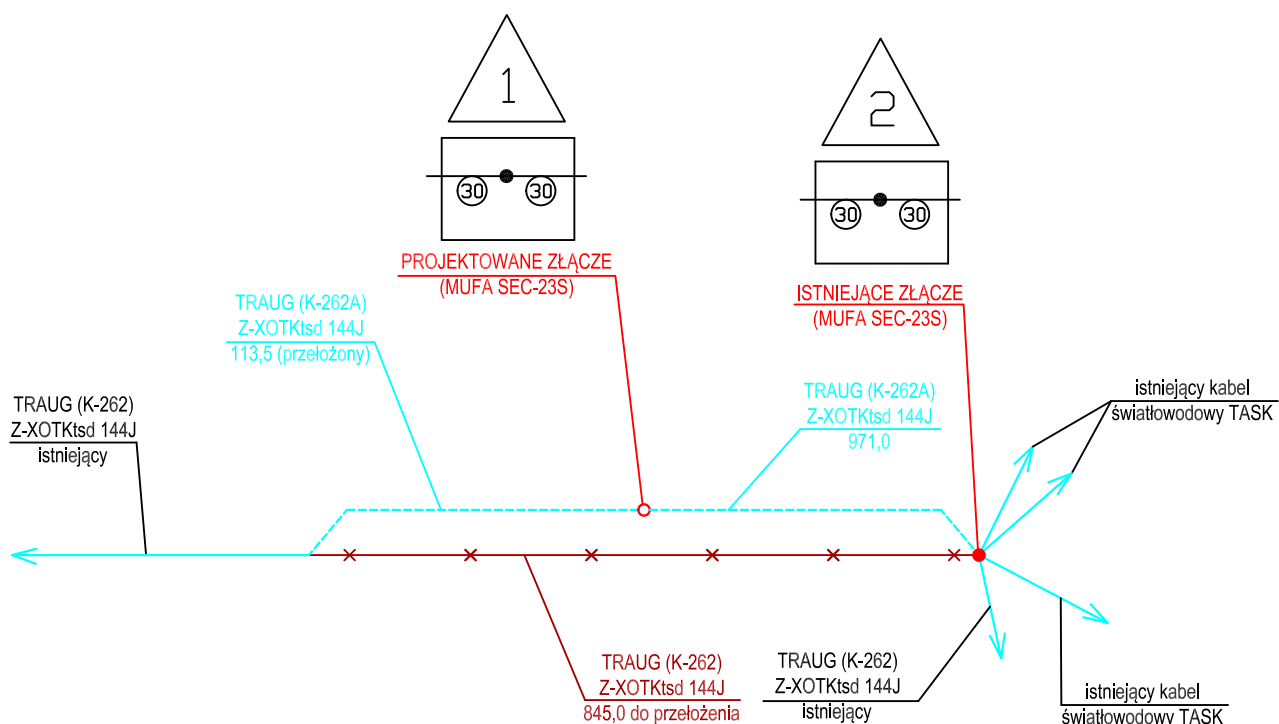 1
30
30
2
30
30
PROJEKTOWANE ZŁĄCZE
(MUFA SEC-23S)
ISTNIEJĄCE ZŁĄCZE
(MUFA SEC-23S)
TRAUG (K-262A)
Z-XOTKtsd 144J
113,5 (przełożony)
TRAUG (K-262A)
Z-XOTKtsd 144J
971,0
istniejący kabel
światłowodowy TASK
TRAUG (K-262)
Z-XOTKtsd 144J
istniejący
TRAUG (K-262)
Z-XOTKtsd 144J
845,0 do przełożenia
TRAUG (K-262)
Z-XOTKtsd 144J
istniejący
istniejący kabel
światłowodowy TASK